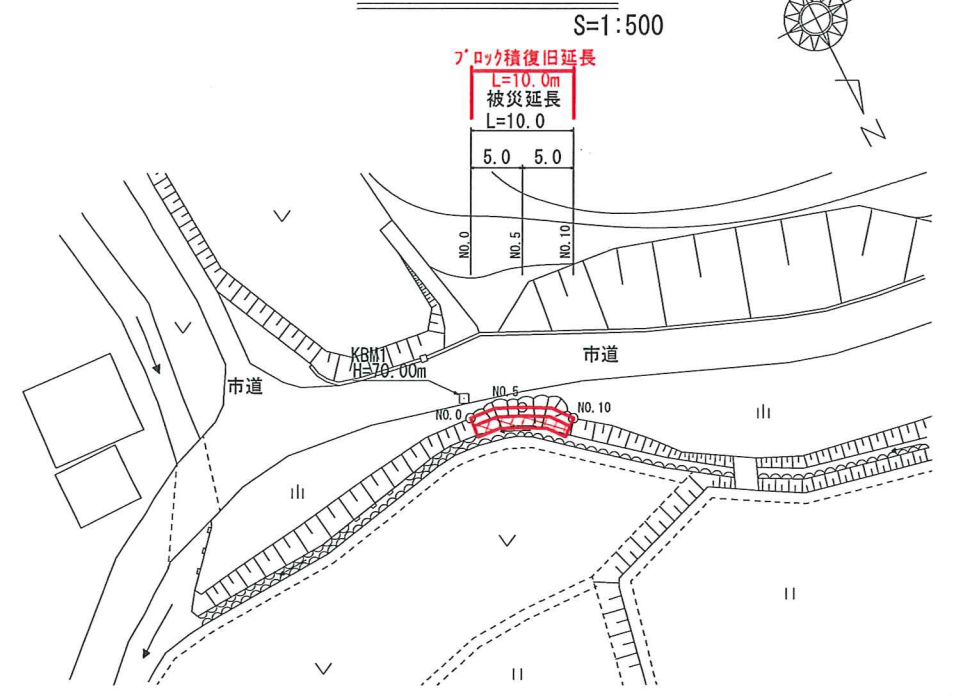 S=1:500
ブロック積復旧延長
L=10.0m
被災延長
L=10.0
5.0 5.0
NO.0
NO.5
NO.10
N
KBM1
H=70.00m
市道
市道
NO.5
NO.0
NO.10